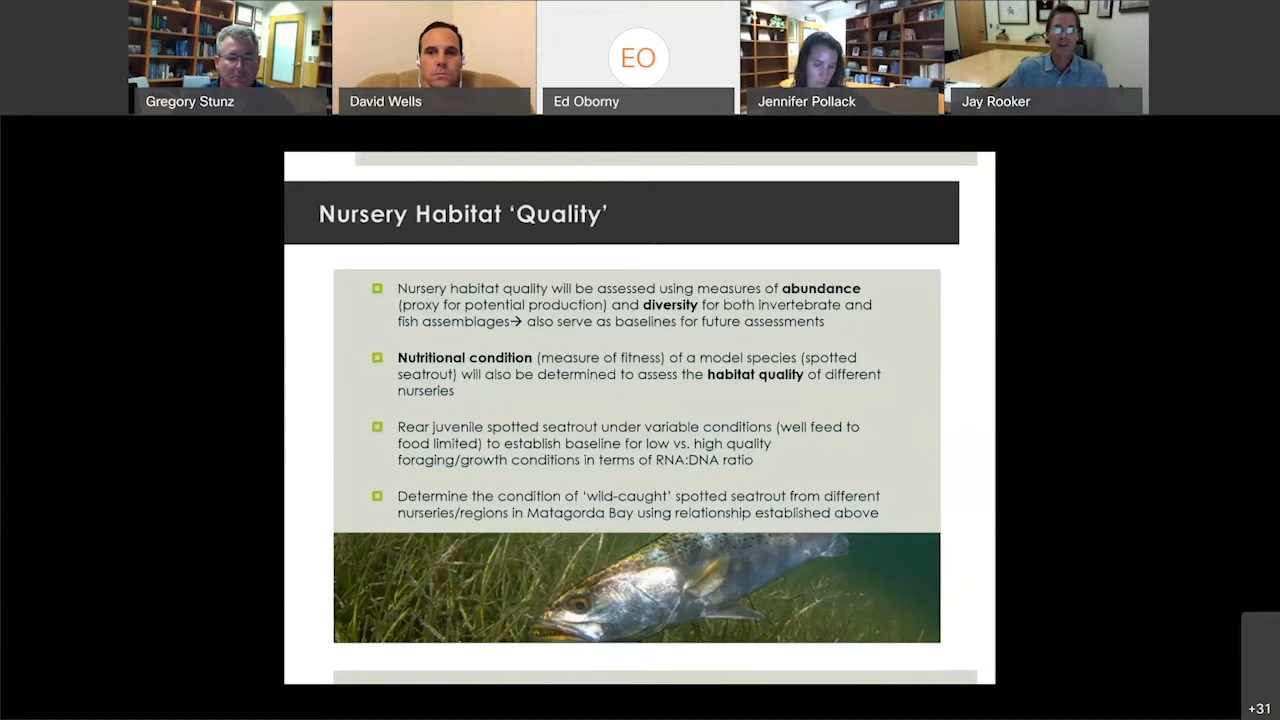 EO
Gregory Stunz
David Wells
Ed Oborny
Jennifer Pollack
Jay Rooker
Nursery Habitat ‘Quality’
Nursery habitat quality will be assessed using measures of abundance
(proxy for potential production) and diversity for both invertebrate and
fish assemblages→ also serve as baselines for future assessments
Nutritional condition (measure of fitness) of a model species (spotted
seatrout) will also be determined to assess the habitat quality of different
nurseries
Rear juvenile spotted seatrout under variable conditions (well feed to
food limited) to establish baseline for low vs. high quality
foraging/growth conditions in terms of RNA:DNA ratio
Determine the condition of ‘wild-caught’ spotted seatrout from different
nurseries/regions in Matagorda Bay using relationship established above
+31